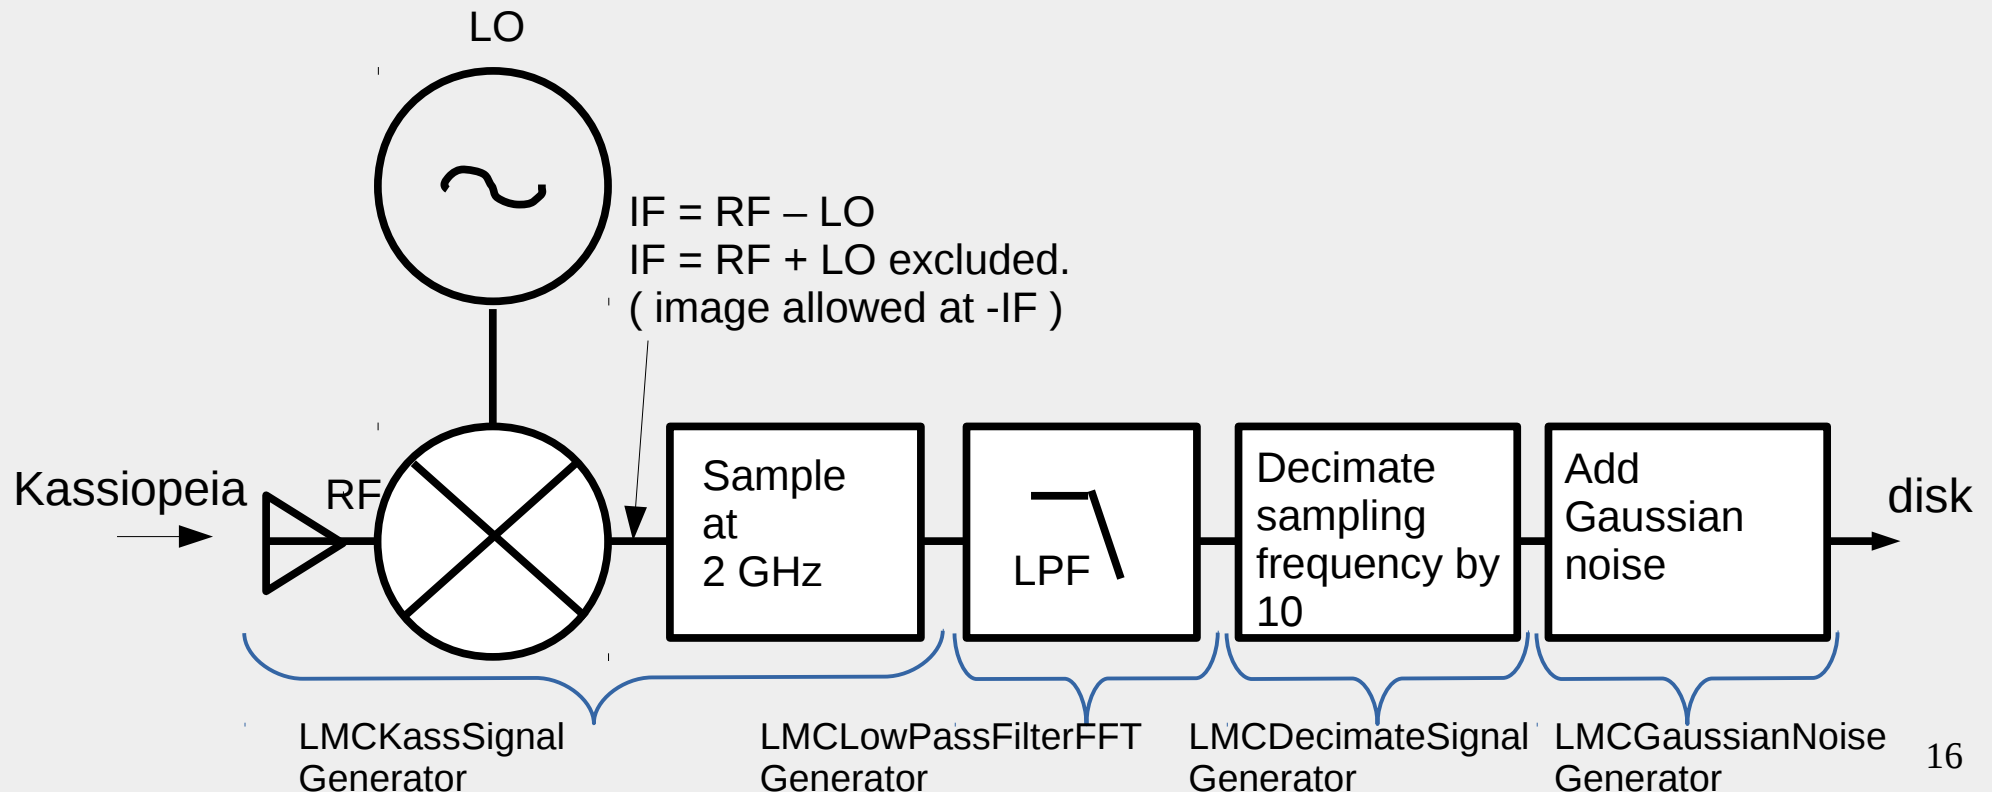 LO
IF = RF – LO
IF = RF + LO excluded.
( image allowed at -IF )
Kassiopeia
RF
Sample
at
2 GHz
LPF
Decimate
sampling
frequency by
10
Add
Gaussian
noise
disk
LMCKassSignal
Generator
LMCLowPassFilterFFT
Generator
LMCDecimateSignal
Generator
LMCGaussianNoise
Generator
16